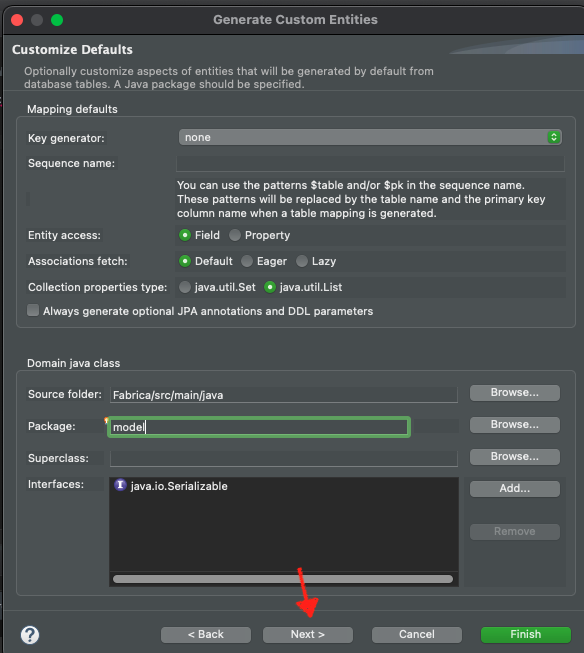 Generate Custom Entities
Customize Defaults
Optionally customize aspects of entities that will be generated by default from
database tables. A Java package should be specified.
Mapping defaults
Key generator: none
Sequence name:
You can use the patterns $table and/or $pk in the sequence name.
These patterns will be replaced by the table name and the primary key
column name when a table mapping is generated.
Entity access: Field Property
Associations fetch: Default Eager Lazy
Collection properties type: java.util.Set java.util.List
Always generate optional JPA annotations and DDL parameters
Domain java class
Source folder: Fabrica/src/main/java Browse...
Package: model Browse...
Superclass: Browse...
Interfaces: I java.io.Serializable Add...
Remove
? < Back Next > Cancel Finish